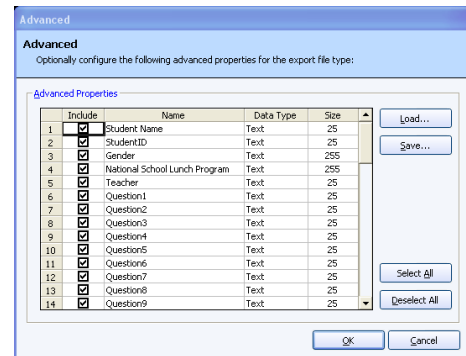 Advanced
Advanced
Optionally configure the following advanced properties for the export file type:
Advanced Properties
Include Name Data Type Size
1 Student Name Text 25
2 StudentID Text 25
3 Gender Text 255
4 National School Lunch Program Text 255
5 Teacher Text 25
6 Question1 Text 25
7 Question2 Text 25
8 Question3 Text 25
9 Question4 Text 25
10 Question5 Text 25
11 Question6 Text 25
12 Question7 Text 25
13 Question8 Text 25
14 Question9 Text 25
Load...
Save...
Select All
Deselect All
OK Cancel